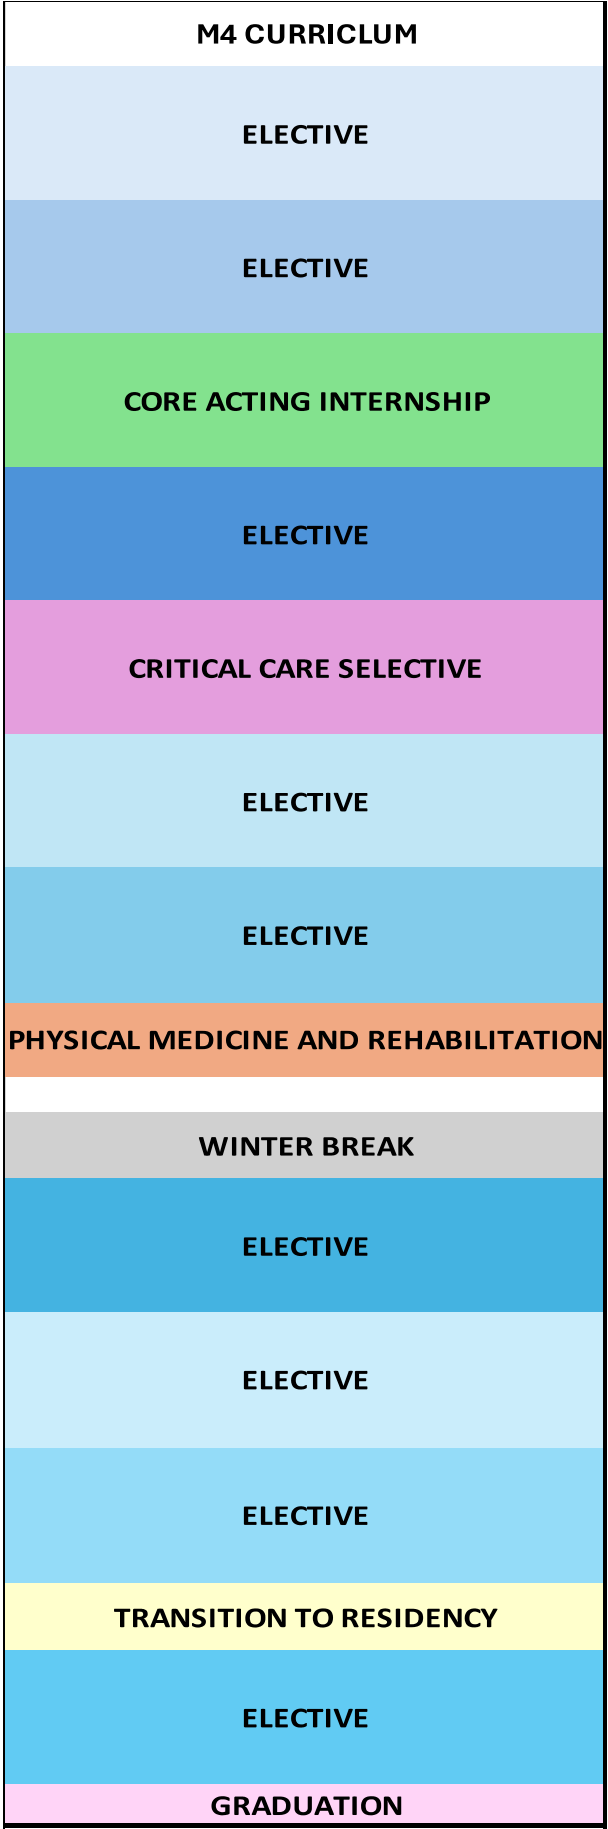 M4 CURRICLUM
ELECTIVE
ELECTIVE
CORE ACTING INTERNSHIP
ELECTIVE
CRITICAL CARE SELECTIVE
ELECTIVE
ELECTIVE
PHYSICAL MEDICINE AND REHABILITATION
WINTER BREAK
ELECTIVE
ELECTIVE
ELECTIVE
TRANSITION TO RESIDENCY
ELECTIVE
GRADUATION